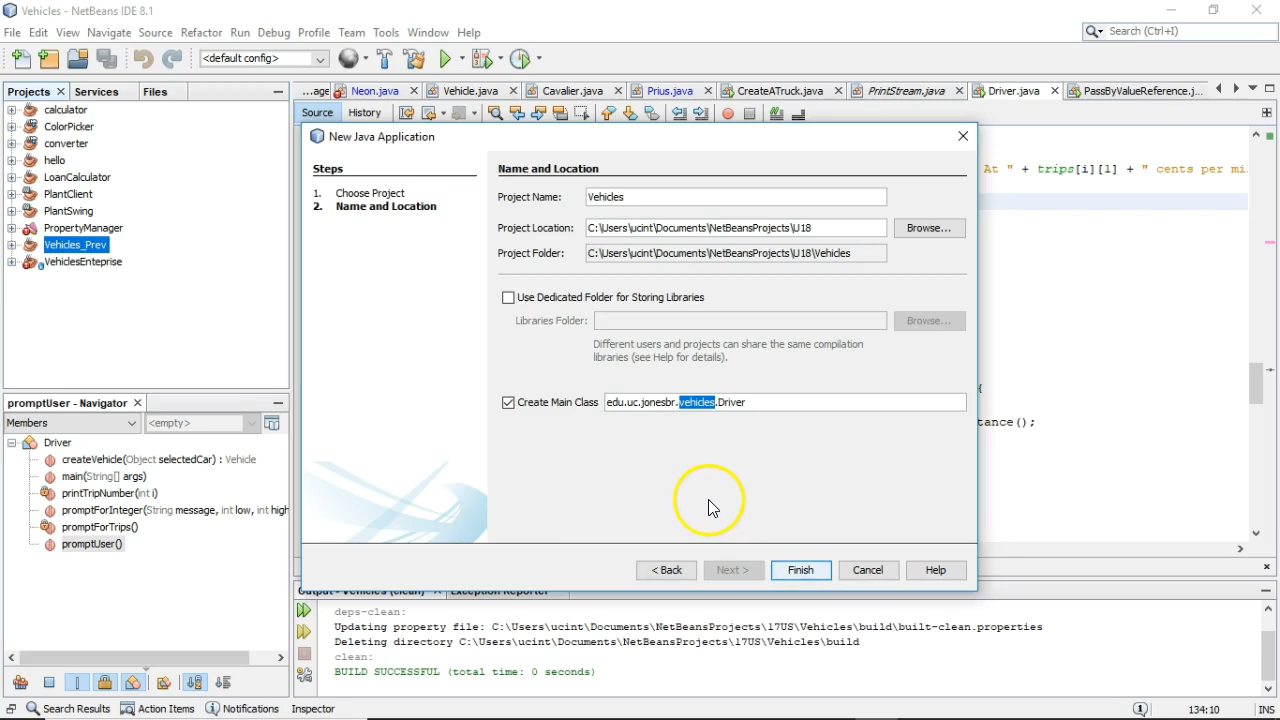 Vehicles - NetBeans IDE 8.1
File Edit View Navigate Source Refactor Run Debug Profile Team Tools Window Help
Search (Ctrl+I)
<default config>
Projects Services Files
...age Neon.java Vehicle.java Cavalier.java Prius.java CreateATruck.java PrintStream.java Driver.java PassByValueReference.j...
Source History
calculator
ColorPicker
converter
hello
LoanCalculator
PlantClient
PlantSwing
PropertyManager
Vehicles_Prev
VehiclesEnteprise
New Java Application
Steps
1. Choose Project
2. Name and Location
Name and Location
Project Name: Vehicles
Project Location: C:\Users\ucint\Documents\NetBeansProjects\U18 Browse...
Project Folder: C:\Users\ucint\Documents\NetBeansProjects\U18\Vehicles
Use Dedicated Folder for Storing Libraries
Libraries Folder: Browse...
Different users and projects can share the same compilation
libraries (see Help for details).
Create Main Class edu.uc.jonesbr.vehicles.Driver
< Back Next > Finish Cancel Help
At " + trips[i][1] + " cents per mi
{
tance();
promptUser - Navigator
Members <empty>
Driver
createVehicle(Object selectedCar) : Vehicle
main(String[] args)
printTripNumber(int i)
promptForInteger(String message, int low, int high
promptForTrips()
promptUser()
Output - Vehicles (clean) Exception Reporter
deps-clean:
Updating property file: C:\Users\ucint\Documents\NetBeansProjects\17US\Vehicles\build\built-clean.properties
Deleting directory C:\Users\ucint\Documents\NetBeansProjects\17US\Vehicles\build
clean:
BUILD SUCCESSFUL (total time: 0 seconds)
Search Results Action Items Notifications Inspector
134:10 INS